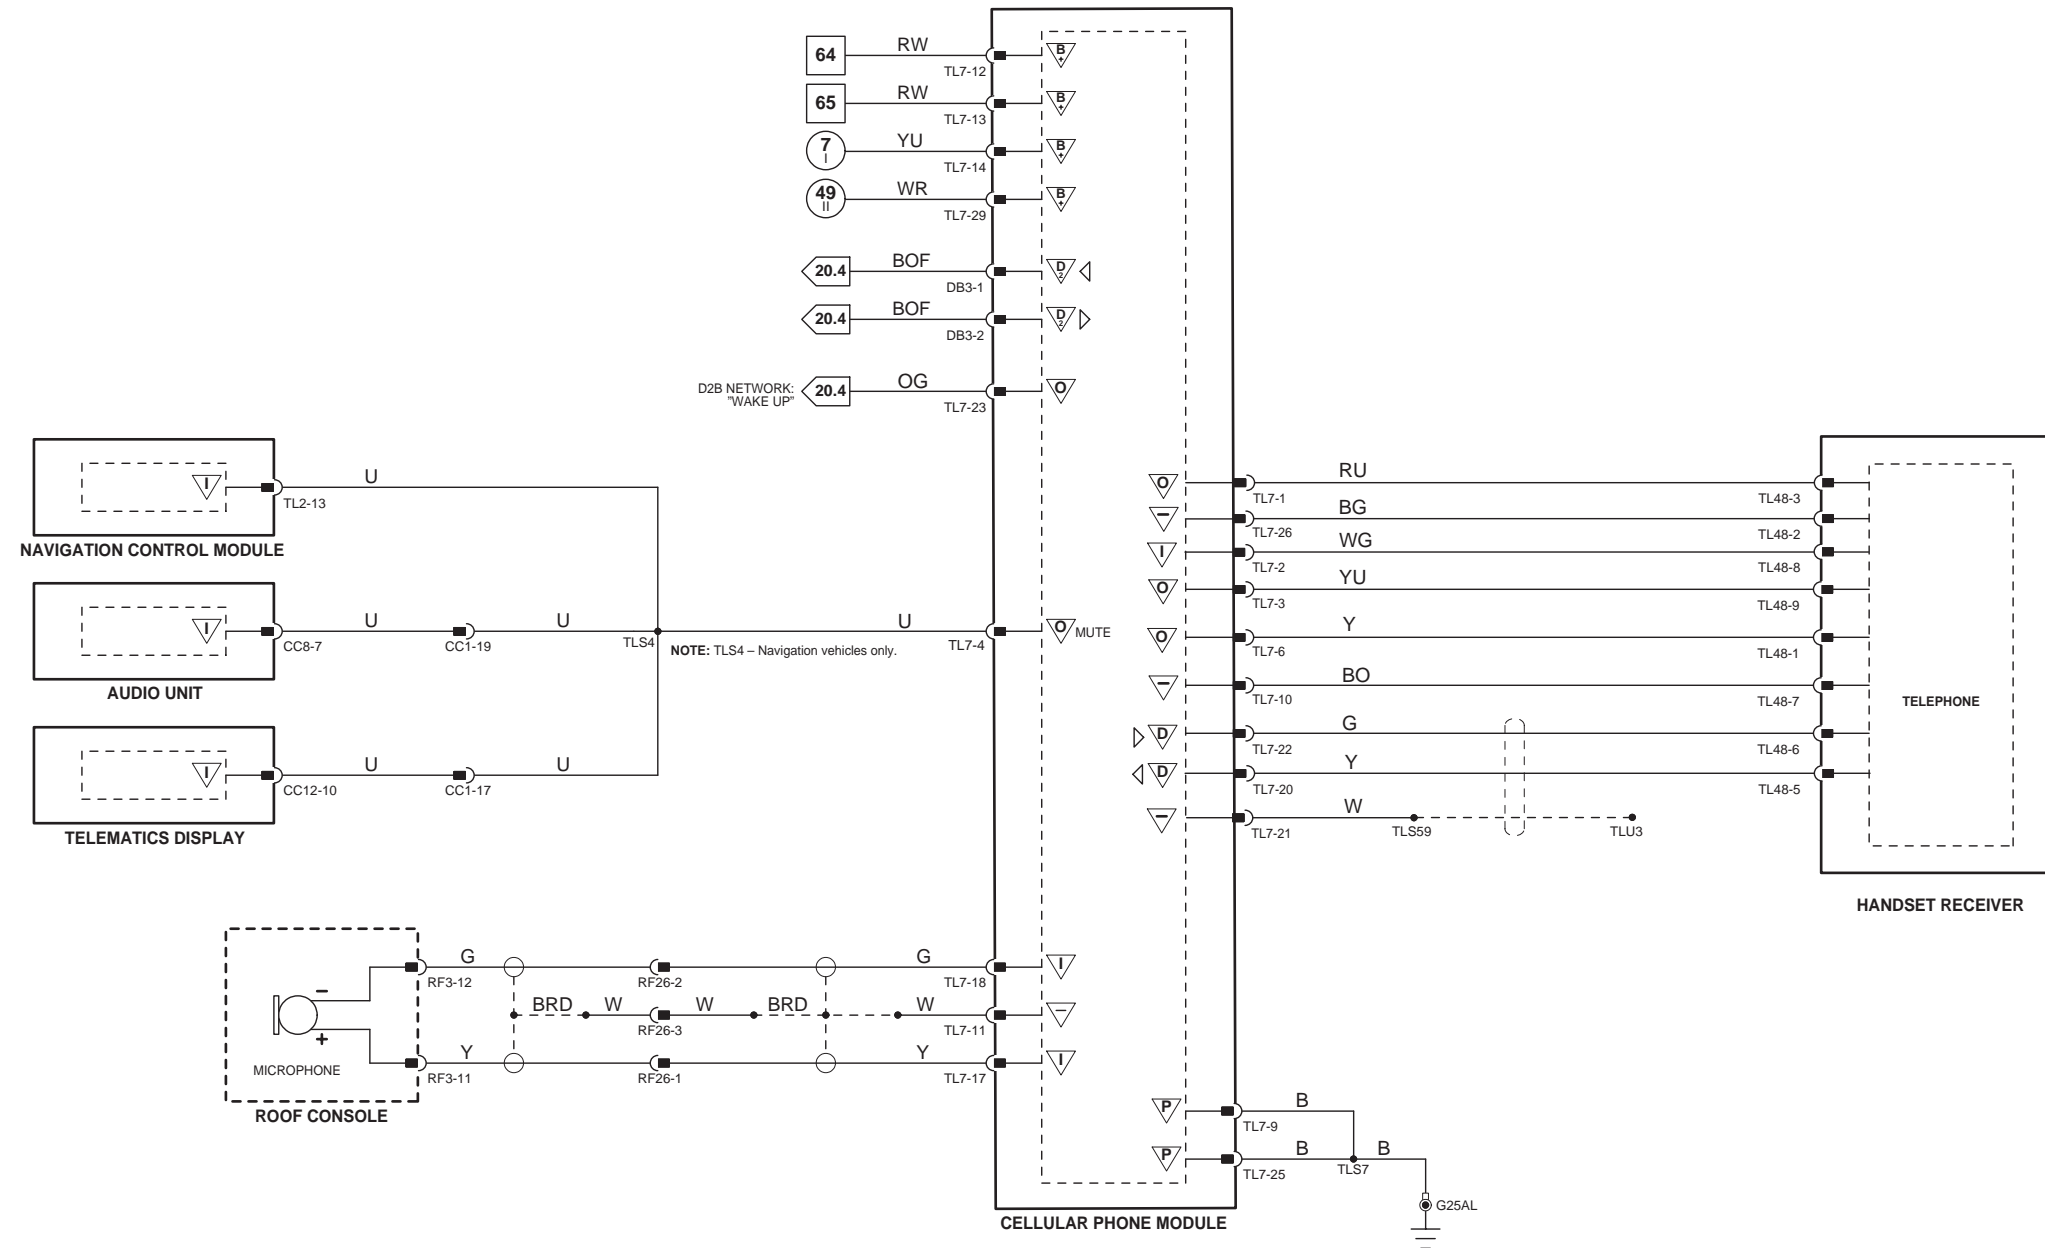 64 RW TL7-12 B +
65 RW TL7-13 B +
7 I YU TL7-14 B +
49 II WR TL7-29 B +
20.4 BOF DB3-1 D 2
20.4 BOF DB3-2 D 2
D2B NETWORK:
"WAKE UP"
20.4 OG TL7-23 O
I U TL2-13
NAVIGATION CONTROL MODULE
I U U U O MUTE
CC8-7 CC1-19 TLS4 TL7-4
NOTE: TLS4 – Navigation vehicles only.
AUDIO UNIT
I U U
CC12-10 CC1-17
TELEMATICS DISPLAY
O RU TL7-1 TL48-3
– BG TL7-26 TL48-2
I WG TL7-2 TL48-8
O YU TL7-3 TL48-9
O Y TL7-6 TL48-1
– BO TL7-10 TL48-7
D G TL7-22 TL48-6
D Y TL7-20 TL48-5
– W TL7-21 TLS59 TLU3
TELEPHONE
HANDSET RECEIVER
– G G I
RF3-12 RF26-2 TL7-18
BRD W W BRD W –
RF26-3 TL7-11
+ Y Y I
RF3-11 RF26-1 TL7-17
MICROPHONE
ROOF CONSOLE
P B
TL7-9
P B B
TL7-25 TLS7
G25AL
CELLULAR PHONE MODULE